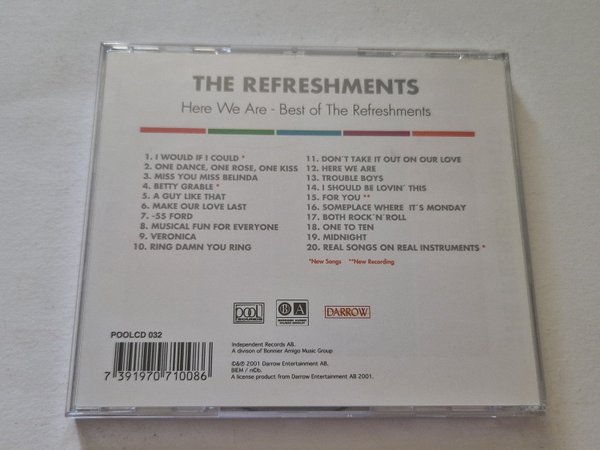 THE REFRESHMENTS
Here We Are - Best of The Refreshments
1. I WOULD IF I COULD *
2. ONE DANCE, ONE ROSE, ONE KISS
3. MISS YOU MISS BELINDA
4. BETTY GRABLE *
5. A GUY LIKE THAT
6. MAKE OUR LOVE LAST
7. -55 FORD
8. MUSICAL FUN FOR EVERYONE
9. VERONICA
10. RING DAMN YOU RING
11. DON´T TAKE IT OUT ON OUR LOVE
12. HERE WE ARE
13. TROUBLE BOYS
14. I SHOULD BE LOVIN´ THIS
15. FOR YOU **
16. SOMEPLACE WHERE IT´S MONDAY
17. BOTH ROCK´N´ROLL
18. ONE TO TEN
19. MIDNIGHT
20. REAL SONGS ON REAL INSTRUMENTS *
*New Songs **New Recording
POOL
B A
BONNIER AMIGO
MUSIC GROUP
DARROW
POOLCD 032
7 391970 710086
Independent Records AB.
A division of Bonnier Amigo Music Group
©&℗ 2001 Darrow Entertainment AB.
BIEM / nCb.
A license product from Darrow Entertainment AB 2001.